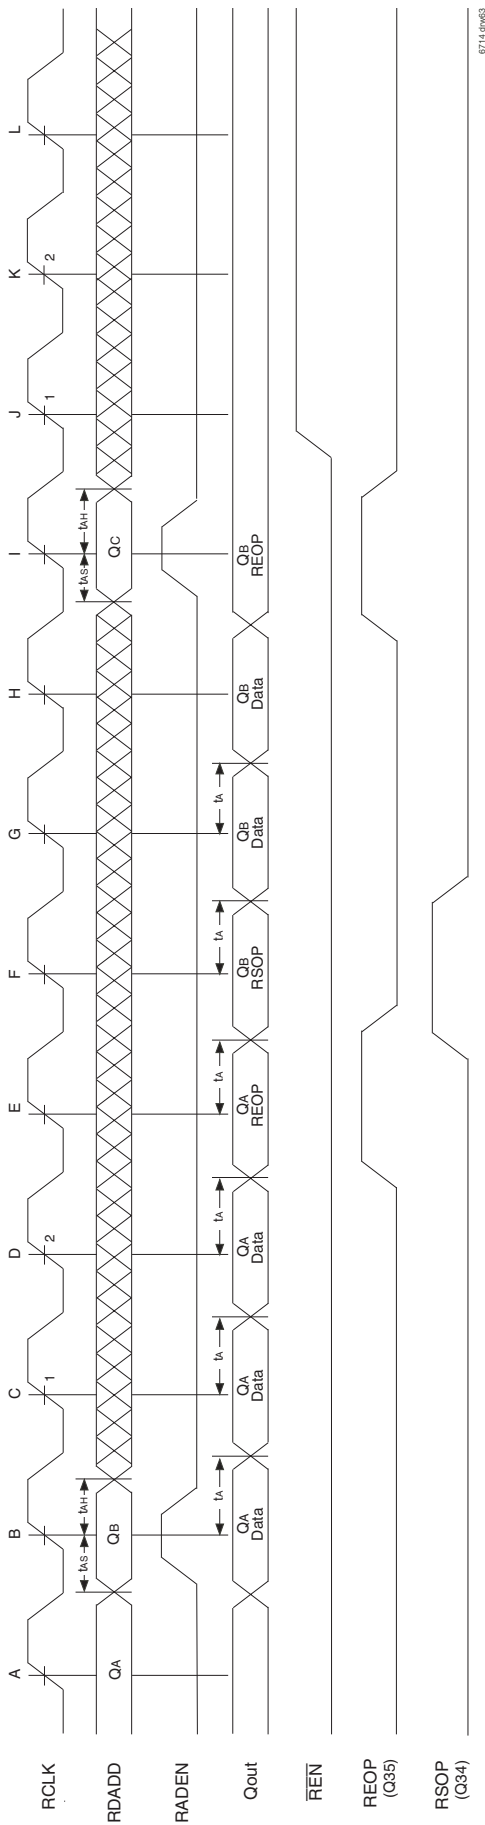 A B C D E F G H I J K L
RCLK
1 2 1 2
tAS tAH tAS tAH
RDADD QA QB QC
RADEN
tA tA tA tA tA tA
Qout
QA
Data
QA
Data
QA
Data
QA
REOP
QB
RSOP
QB
Data
QB
Data
QB
REOP
REN
REOP
(Q35)
RSOP
(Q34)
6714 drw63